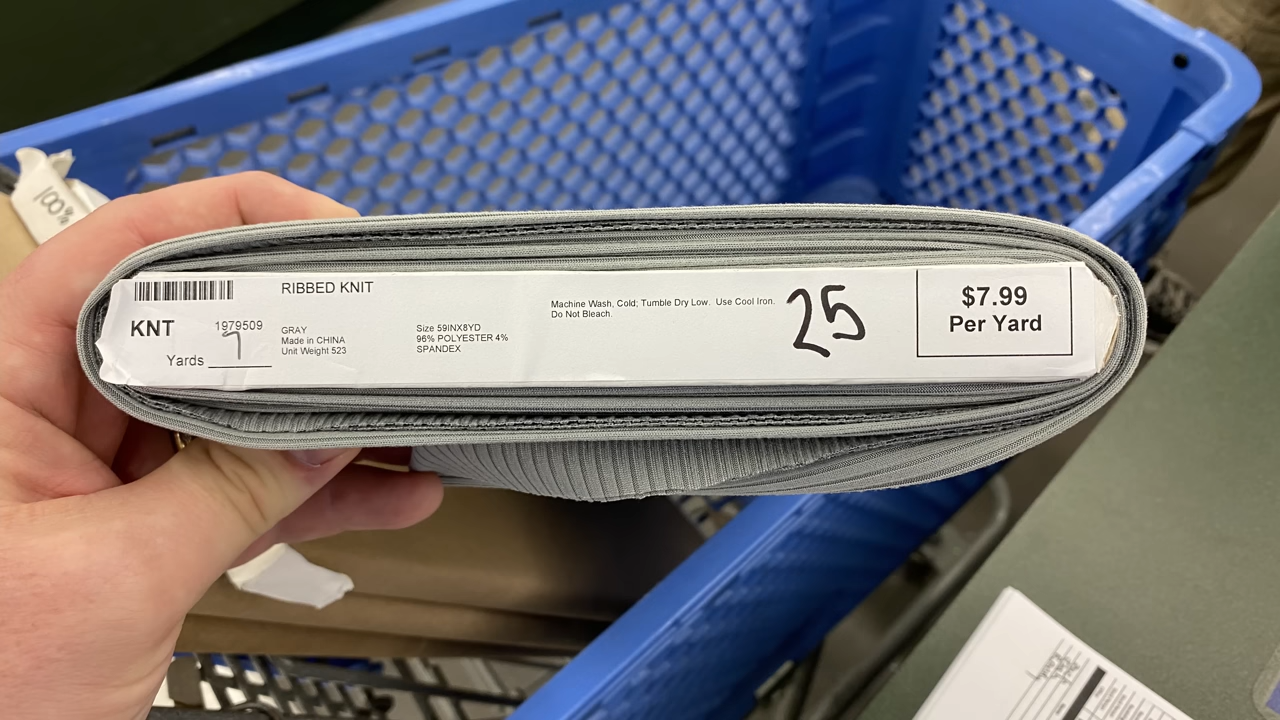 100%
RIBBED KNIT
KNT
1979509
Yards 9
GRAY
Made in CHINA
Unit Weight 523
Size 59INX8YD
96% POLYESTER 4%
SPANDEX
Machine Wash, Cold; Tumble Dry Low. Use Cool Iron.
Do Not Bleach.
25
$7.99
Per Yard